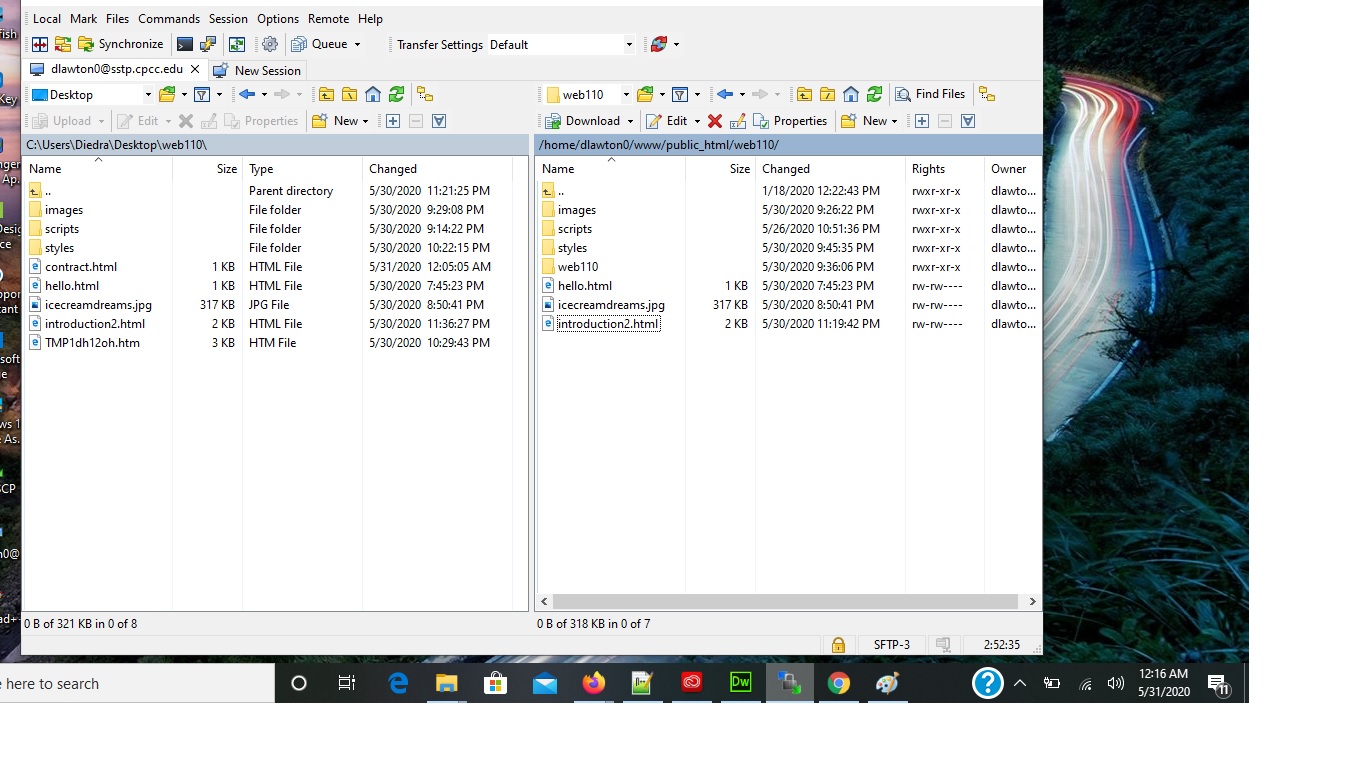 Local Mark Files Commands Session Options Remote Help
Synchronize Queue Transfer Settings Default
dlawton0@sstp.cpcc.edu New Session
Desktop web110 Find Files
Upload Edit Properties New Download Edit Properties New
C:\Users\Diedra\Desktop\web110\ /home/dlawton0/www/public_html/web110/
Name Size Type Changed Name Size Changed Rights Owner
.. Parent directory 5/30/2020 11:21:25 PM .. 1/18/2020 12:22:43 PM rwxr-xr-x dlawto...
images File folder 5/30/2020 9:29:08 PM images 5/30/2020 9:26:22 PM rwxr-xr-x dlawto...
scripts File folder 5/30/2020 9:14:22 PM scripts 5/26/2020 10:51:36 PM rwxr-xr-x dlawto...
styles File folder 5/30/2020 10:22:15 PM styles 5/30/2020 9:45:35 PM rwxr-xr-x dlawto...
contract.html 1 KB HTML File 5/31/2020 12:05:05 AM web110 5/30/2020 9:36:06 PM rwxr-xr-x dlawto...
hello.html 1 KB HTML File 5/30/2020 7:45:23 PM hello.html 1 KB 5/30/2020 7:45:23 PM rw-rw---- dlawto...
icecreamdreams.jpg 317 KB JPG File 5/30/2020 8:50:41 PM icecreamdreams.jpg 317 KB 5/30/2020 8:50:41 PM rw-rw---- dlawto...
introduction2.html 2 KB HTML File 5/30/2020 11:36:27 PM introduction2.html 2 KB 5/30/2020 11:19:42 PM rw-rw---- dlawto...
TMP1dh12oh.htm 3 KB HTM File 5/30/2020 10:29:43 PM
0 B of 321 KB in 0 of 8 0 B of 318 KB in 0 of 7
SFTP-3 2:52:35
here to search
Dw
12:16 AM
5/31/2020
11